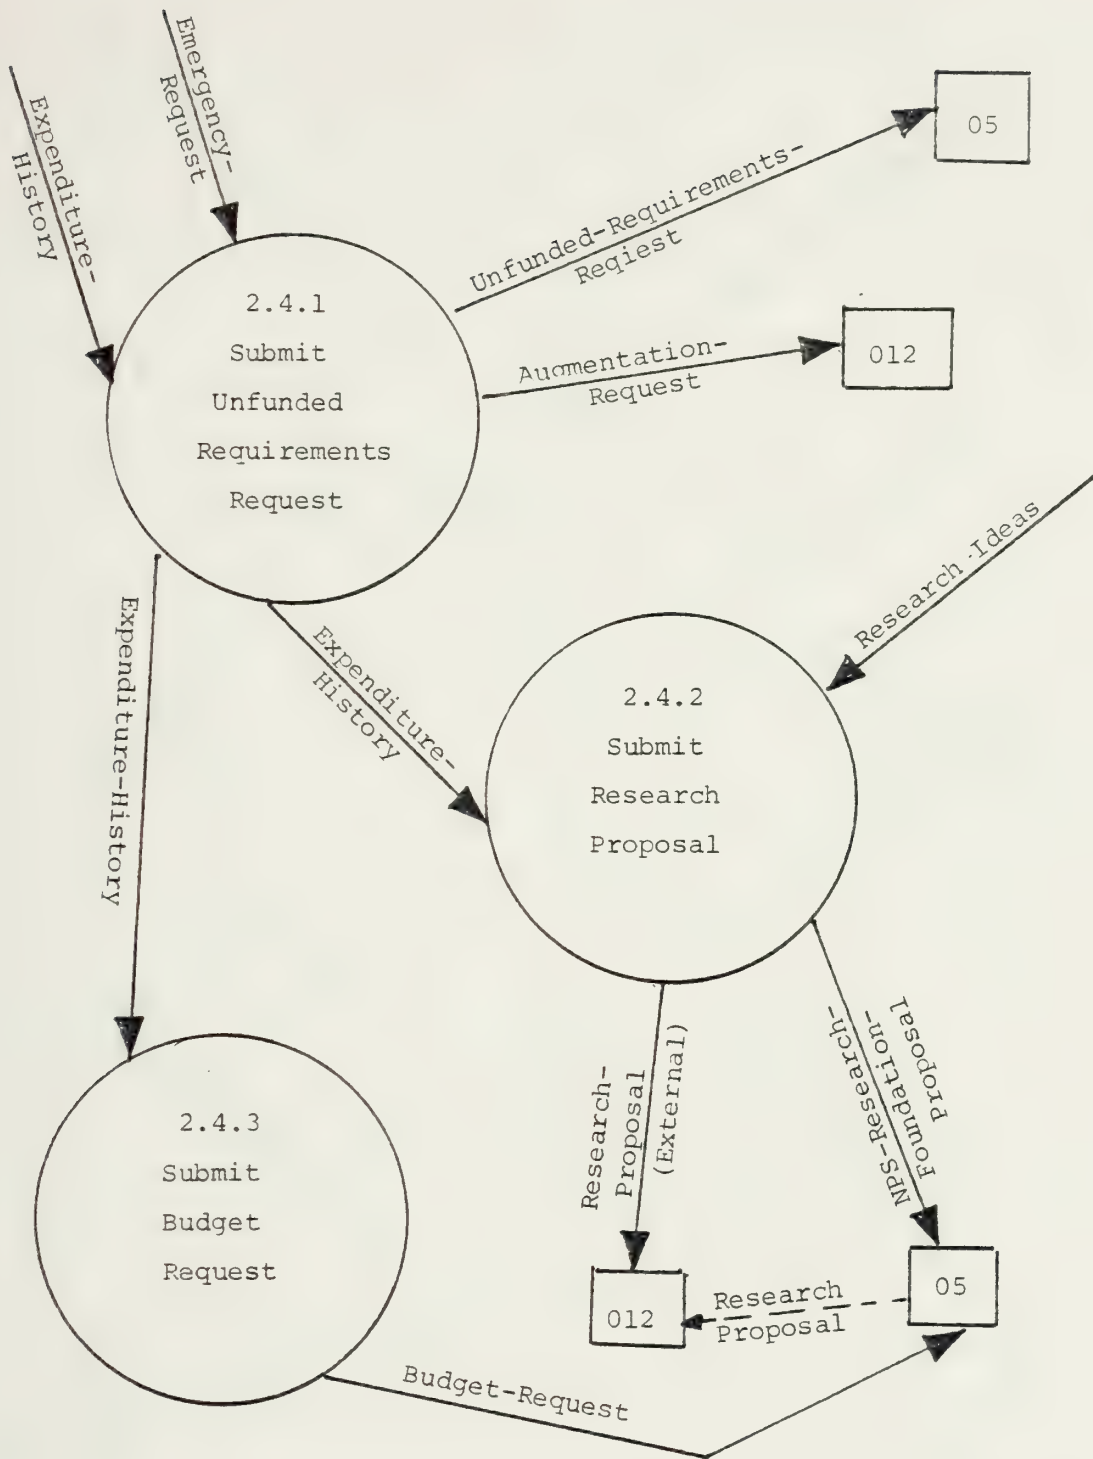 Emergency-
Request
Expenditure-
History
05
Unfunded-Requirements-
Reqiest
2.4.1
Submit
Unfunded
Requirements
Request
Augmentation-
Request
012
Research-Ideas
Expenditure-History
Expenditure-
History
2.4.2
Submit
Research
Proposal
Research-
Proposal
(External)
NPS-Research-
Foundation-
Proposal
2.4.3
Submit
Budget
Request
012
Research
Proposal
05
Budget-Request